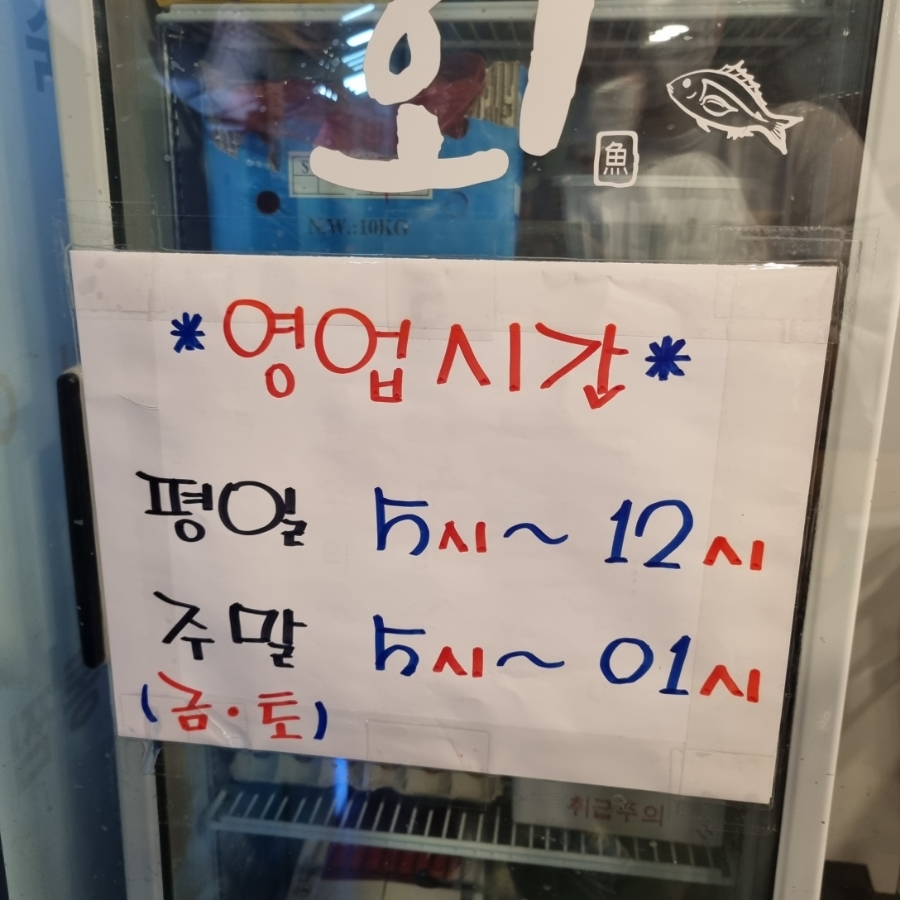 회
魚
N.W.:10KG
*영업시간*
평일 5시~12시
주말 5시~01시
(금·토)
취급주의